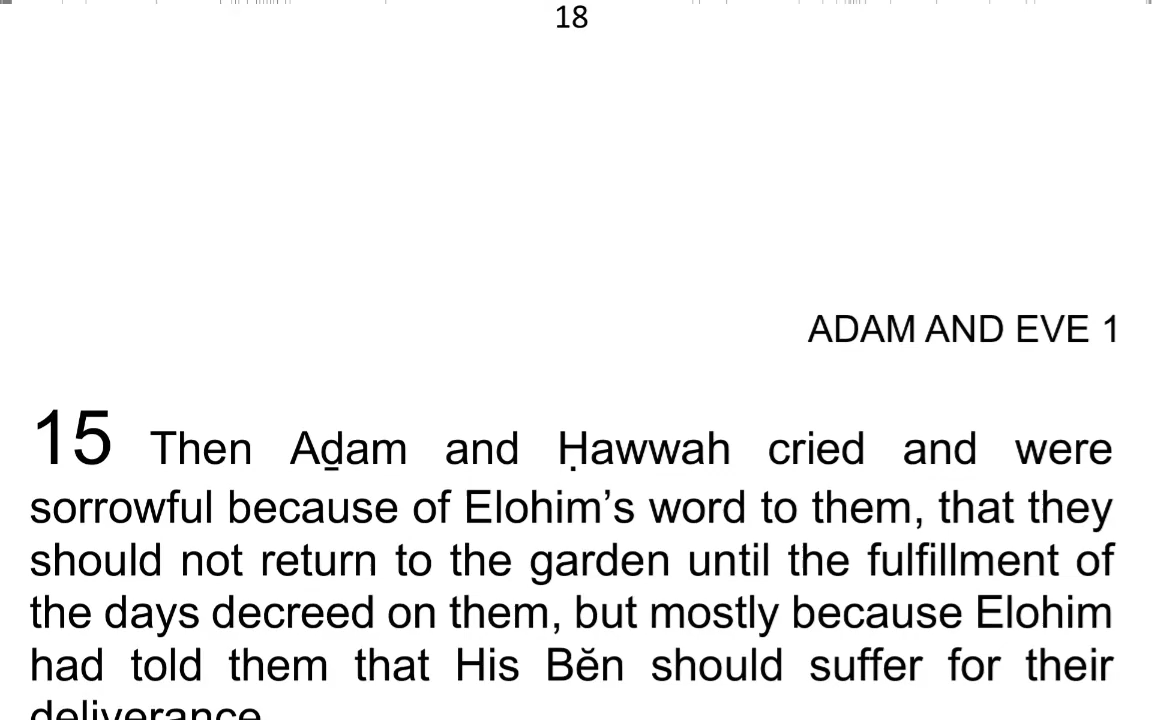 18
ADAM AND EVE 1
15 Then Aḏam and Ḥawwah cried and were
sorrowful because of Elohim’s word to them, that they
should not return to the garden until the fulfillment of
the days decreed on them, but mostly because Elohim
had told them that His Bĕn should suffer for their
deliverance